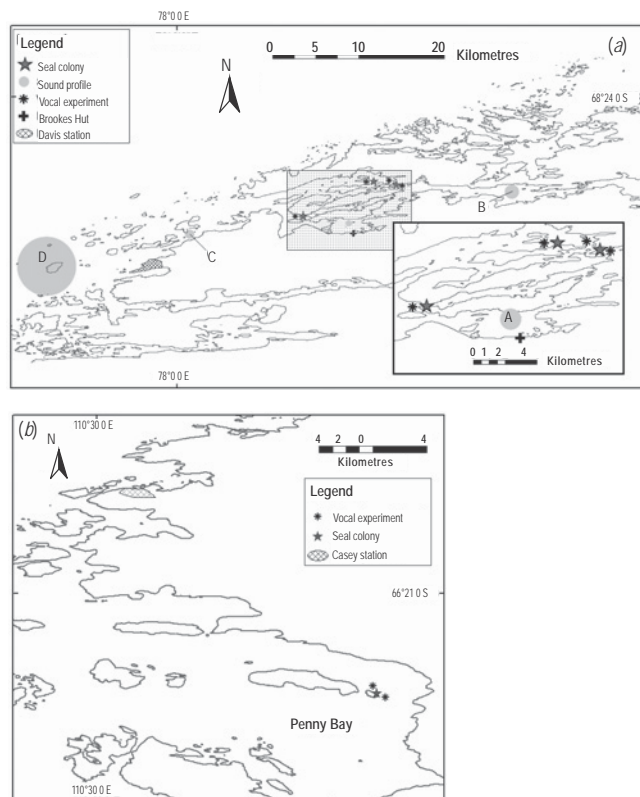 78°0 0 E
Legend
Seal colony
Sound profile
Vocal experiment
Brookes Hut
Davis station
N
0 5 10 20
Kilometres
(a)
68°24 0 S
B
D
C
A
0 1 2 4
Kilometres
78°0 0 E
(b)
110°30 0 E
N
4 2 0 4
Kilometres
Legend
Vocal experiment
Seal colony
Casey station
66°21 0 S
Penny Bay
110°30 0 E